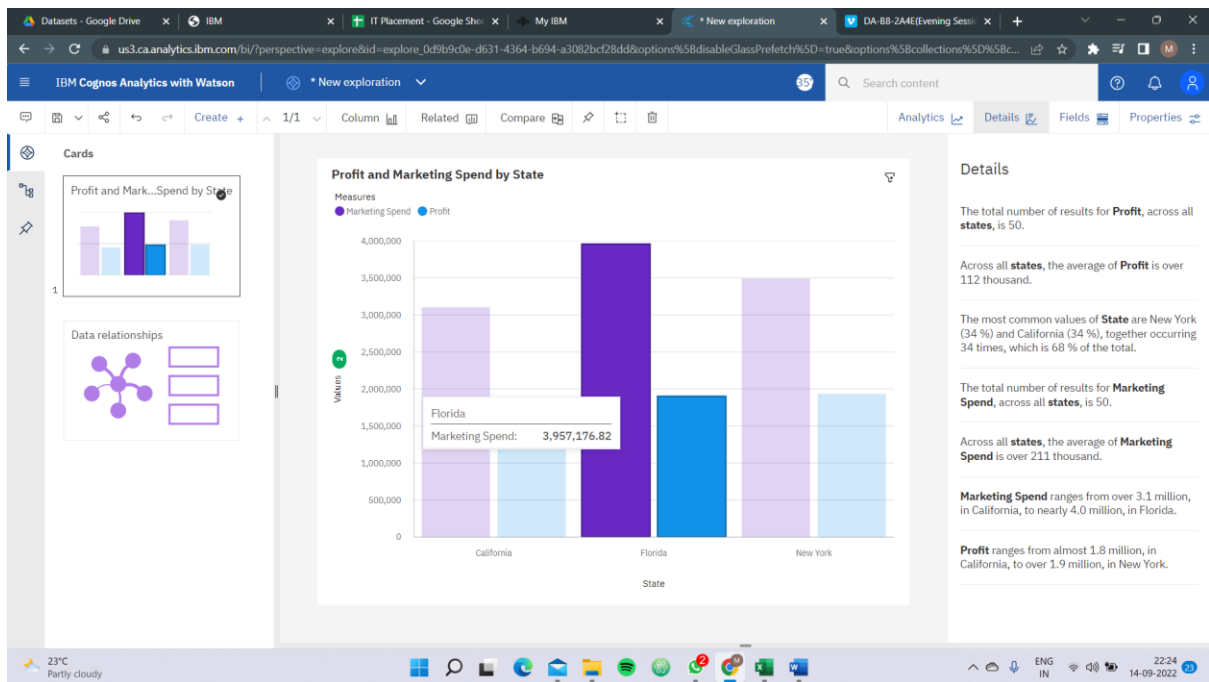 Datasets - Google Drive
IBM
IT Placement - Google Shee
My IBM
* New exploration
DA-B8-2A4E(Evening Sessi
us3.ca.analytics.ibm.com/bi/?perspective=explore&id=explore_0d9b9c0e-d631-4364-b694-a3082bcf28dd&options%5BdisableGlassPrefetch%5D=true&options%5Bcollections%5D%5Bc...
M
IBM Cognos Analytics with Watson
* New exploration
Search content
Create +
1/1
Column
Related
Compare
Analytics
Details
Fields
Properties
Cards
Profit and Mark...Spend by State
1
Data relationships
Profit and Marketing Spend by State
Measures
Marketing Spend
Profit
4,000,000
3,500,000
3,000,000
2,500,000
2,000,000
1,500,000
1,000,000
500,000
0
Values
2
Florida
Marketing Spend: 3,957,176.82
California
Florida
New York
State
Details
The total number of results for Profit, across all
states, is 50.
Across all states, the average of Profit is over
112 thousand.
The most common values of State are New York
(34 %) and California (34 %), together occurring
34 times, which is 68 % of the total.
The total number of results for Marketing
Spend, across all states, is 50.
Across all states, the average of Marketing
Spend is over 211 thousand.
Marketing Spend ranges from over 3.1 million,
in California, to nearly 4.0 million, in Florida.
Profit ranges from almost 1.8 million, in
California, to over 1.9 million, in New York.
23°C
Partly cloudy
2
ENG
IN
22:24
14-09-2022
23